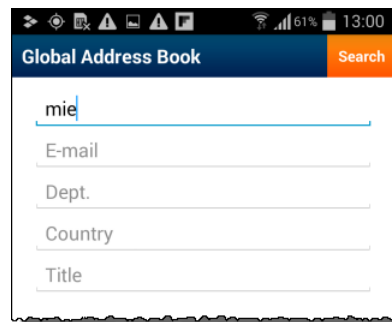 61% 13:00
Global Address Book Search
mie
E-mail
Dept.
Country
Title